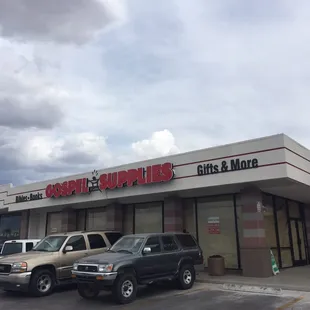 Bibles • Books
GOSPEL SUPPLIES
Gifts & More